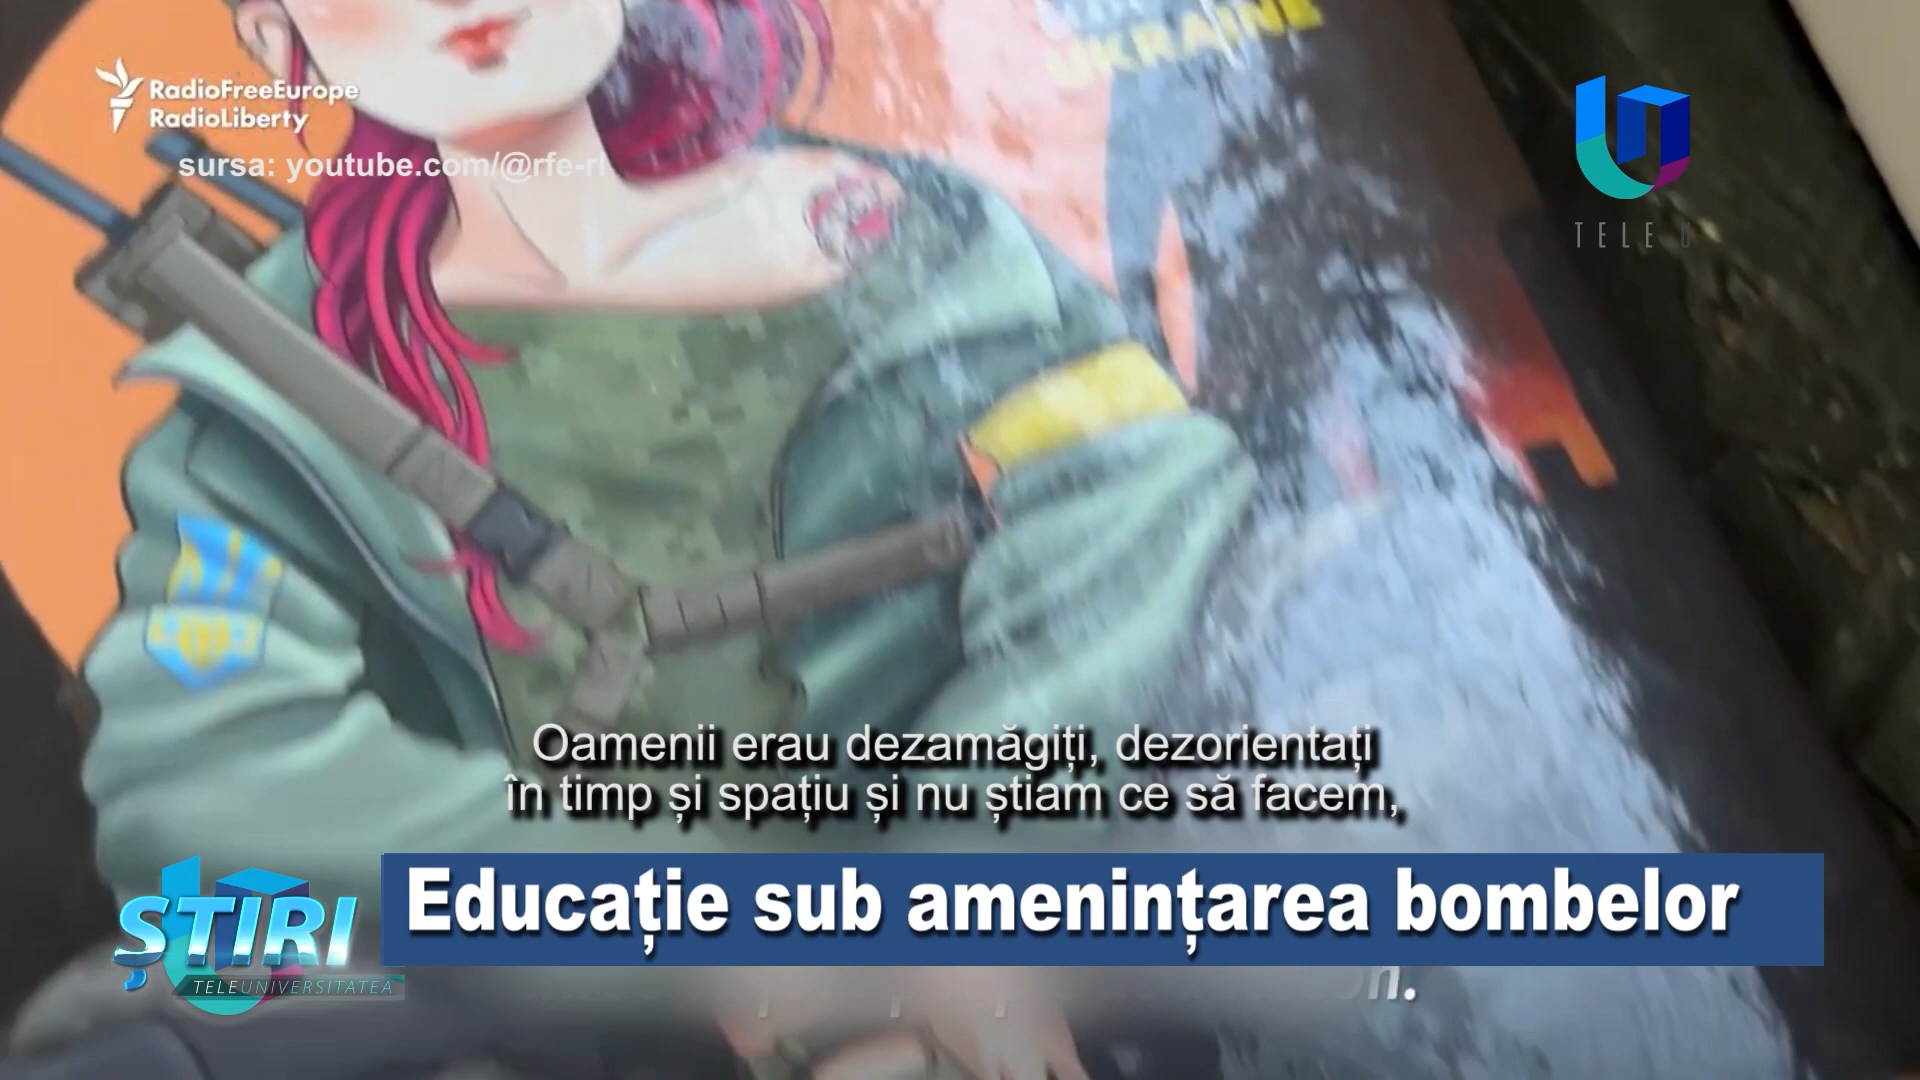 UKRAINE
RadioFreeEurope
RadioLiberty
sursa: youtube.com/@rfe-rl
TELE U
Oamenii erau dezamăgiți, dezorientați
în timp și spațiu și nu știam ce să facem,
ȘTIRI
TELEUNIVERSITATEA
Educație sub amenințarea bombelor